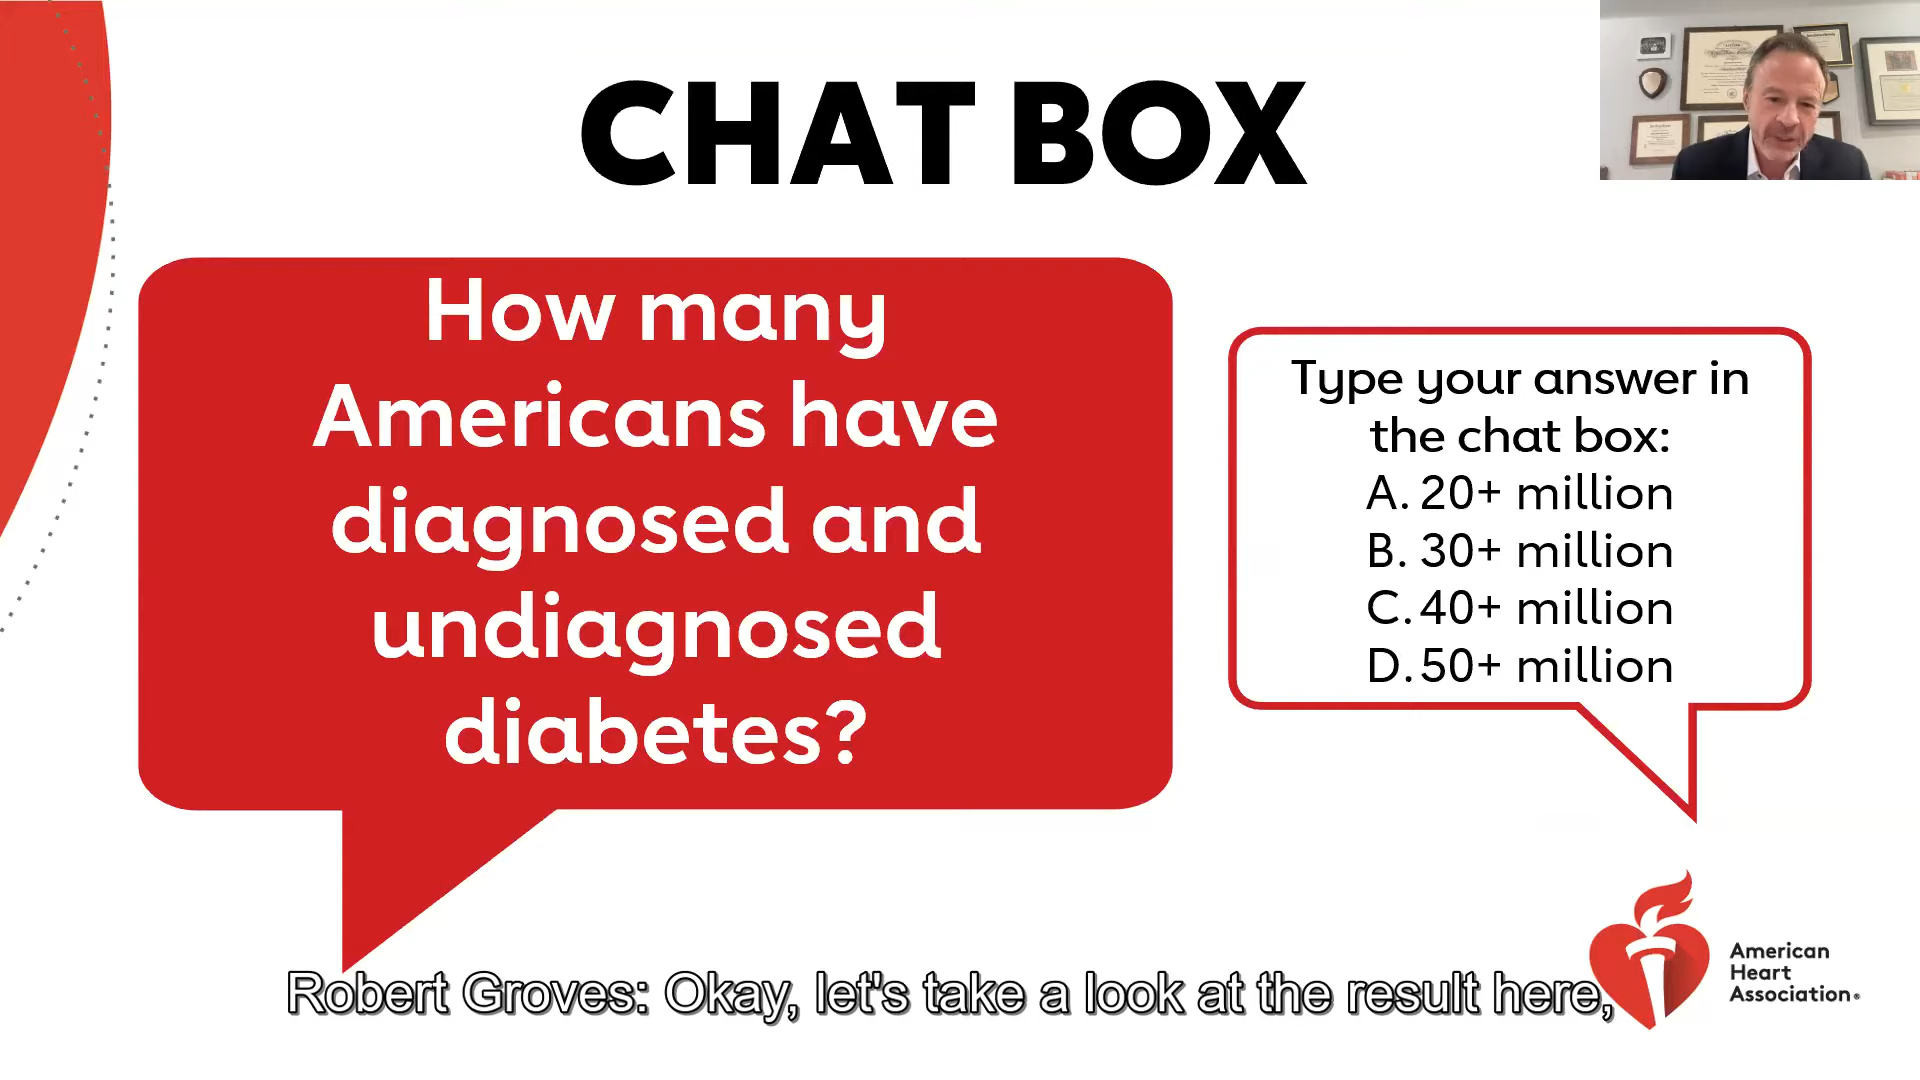 CHAT BOX
How many
Americans have
diagnosed and
undiagnosed
diabetes?
Type your answer in
the chat box:
A. 20+ million
B. 30+ million
C. 40+ million
D. 50+ million
American
Heart
Association®
Robert Groves: Okay, let's take a look at the result here,